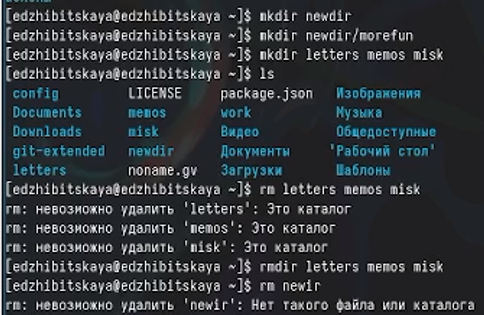 [edzhibitskaya@edzhibitskaya ~]$ mkdir newdir
[edzhibitskaya@edzhibitskaya ~]$ mkdir newdir/morefun
[edzhibitskaya@edzhibitskaya ~]$ mkdir letters memos misk
[edzhibitskaya@edzhibitskaya ~]$ ls
config LICENSE package.json Изображения
Documents memos work Музыка
Downloads misk Видео Общедоступные
git-extended newdir Документы 'Рабочий стол'
letters noname.gv Загрузки Шаблоны
[edzhibitskaya@edzhibitskaya ~]$ rm letters memos misk
rm: невозможно удалить 'letters': Это каталог
rm: невозможно удалить 'memos': Это каталог
rm: невозможно удалить 'misk': Это каталог
[edzhibitskaya@edzhibitskaya ~]$ rmdir letters memos misk
[edzhibitskaya@edzhibitskaya ~]$ rm newir
rm: невозможно удалить 'newir': Нет такого файла или каталога